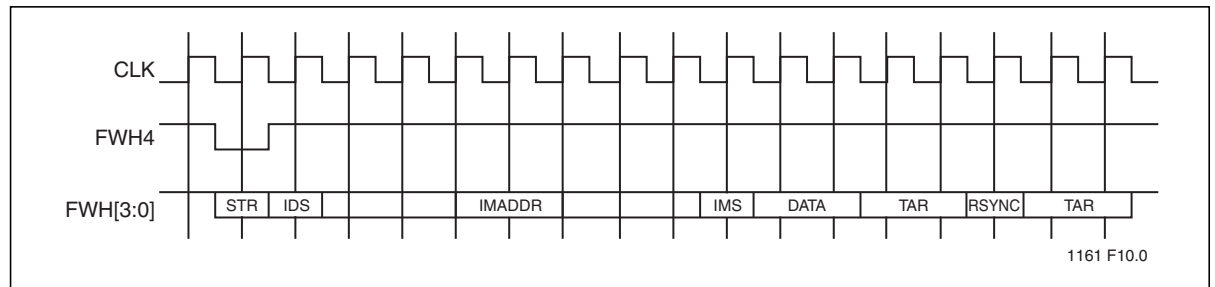 CLK
FWH4
FWH[3:0]
STR IDS IMADDR IMS DATA TAR RSYNC TAR
1161 F10.0